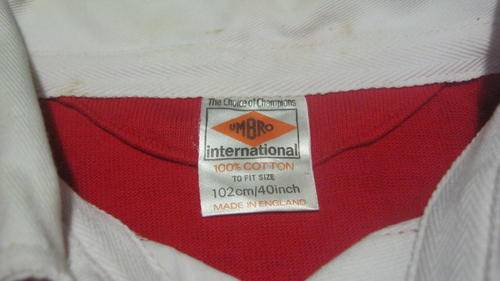 The Choice of Champions
UMBRO
international
100% COTTON
TO FIT SIZE
102cm/40inch
MADE IN ENGLAND